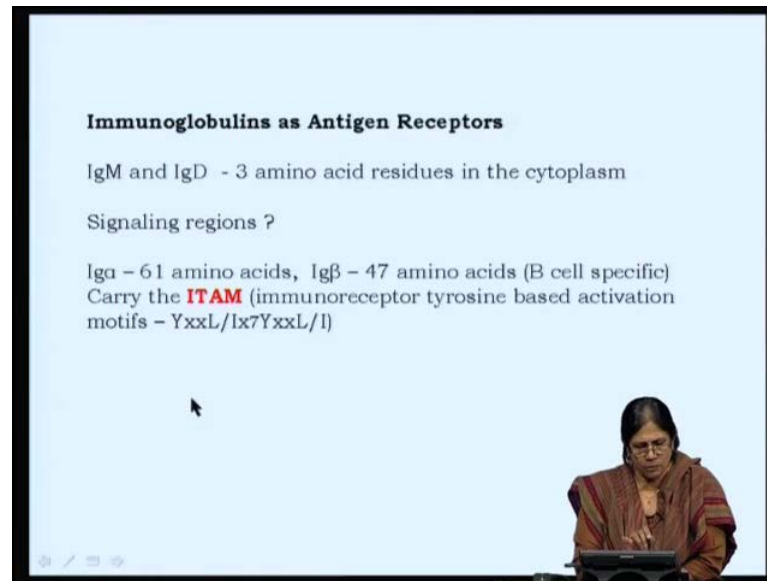 Immunoglobulins as Antigen Receptors
IgM and IgD - 3 amino acid residues in the cytoplasm
Signaling regions ?
Igα – 61 amino acids, Igβ – 47 amino acids (B cell specific)
Carry the ITAM (immunoreceptor tyrosine based activation
motifs – YxxL/Ix7YxxL/I)